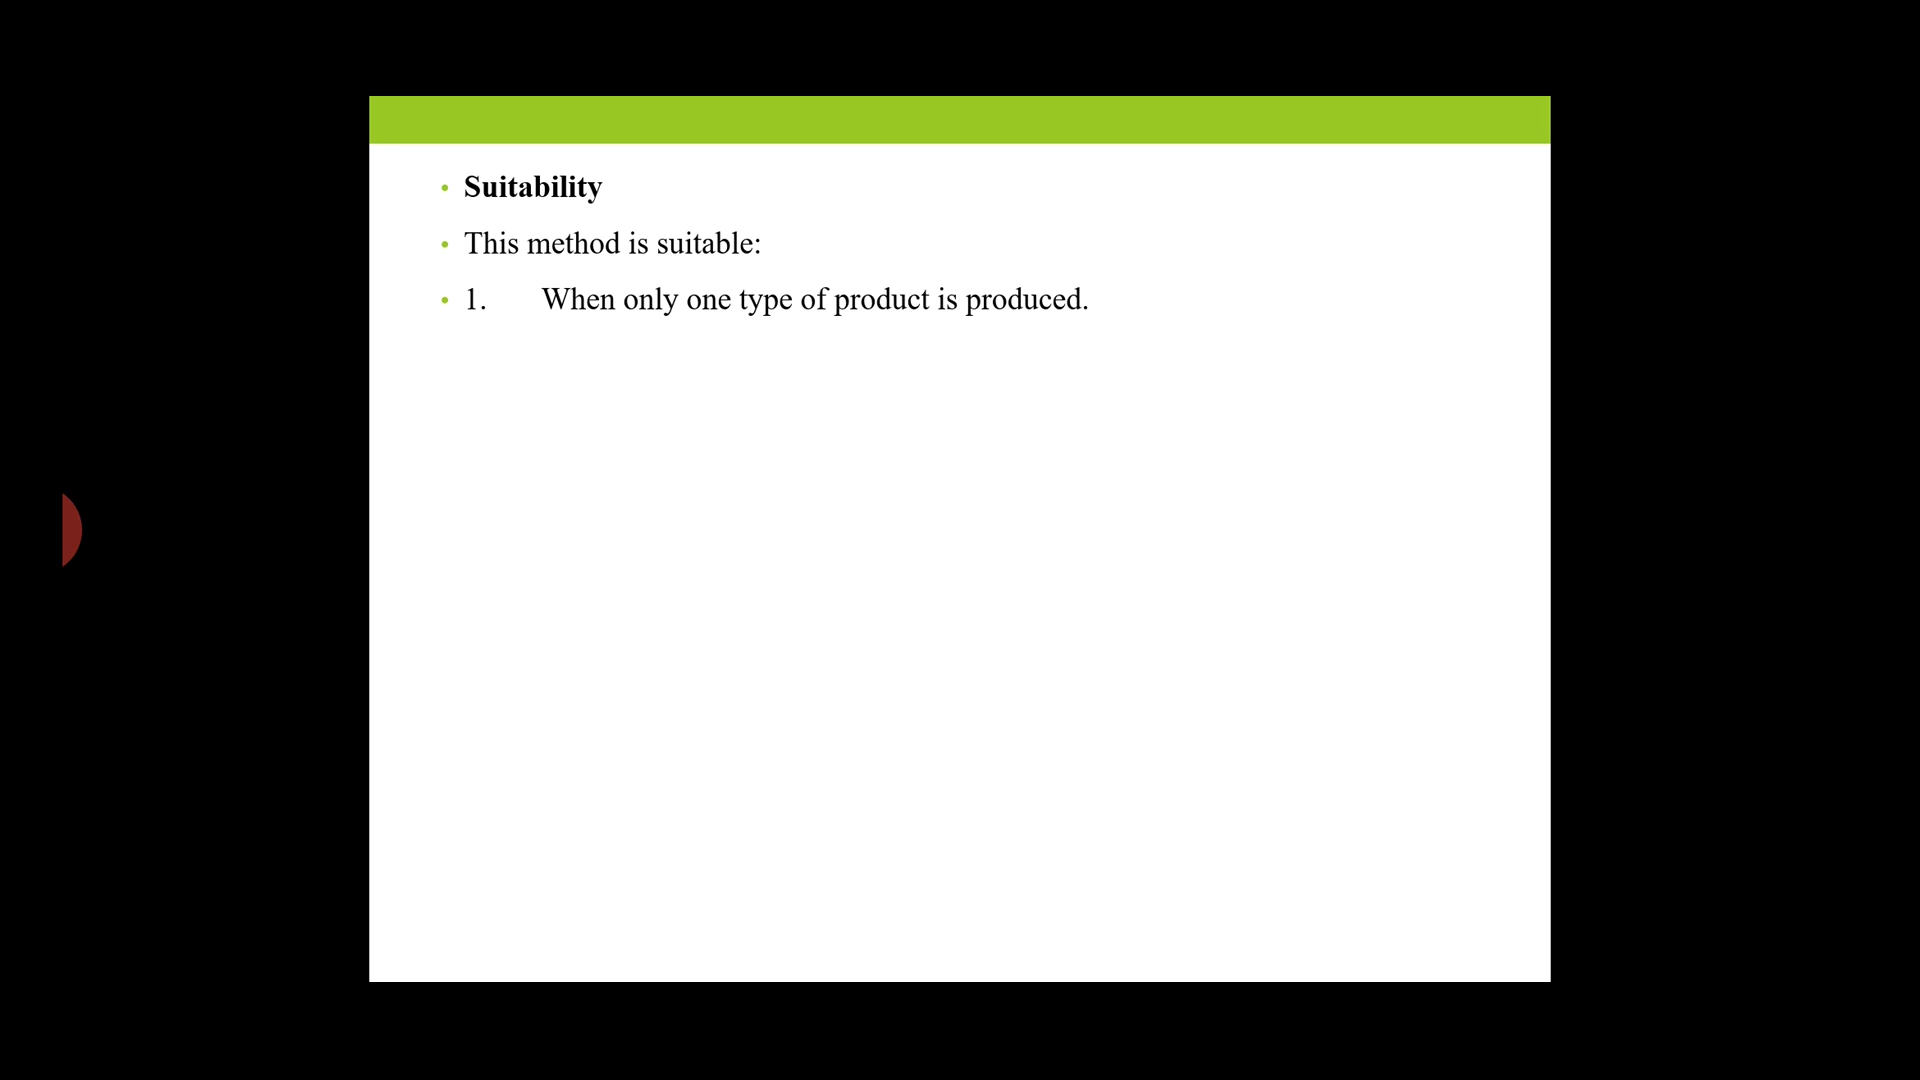 • Suitability
• This method is suitable:
• 1. When only one type of product is produced.